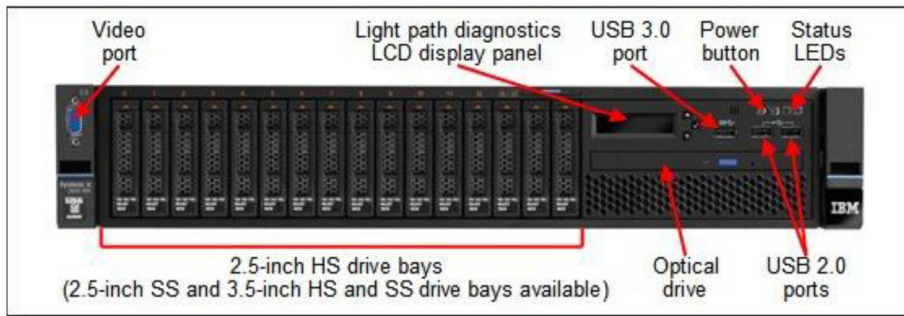 Video
port
Light path diagnostics
LCD display panel
USB 3.0
port
Power
button
Status
LEDs
IBM
2.5-inch HS drive bays
(2.5-inch SS and 3.5-inch HS and SS drive bays available)
Optical
drive
USB 2.0
ports